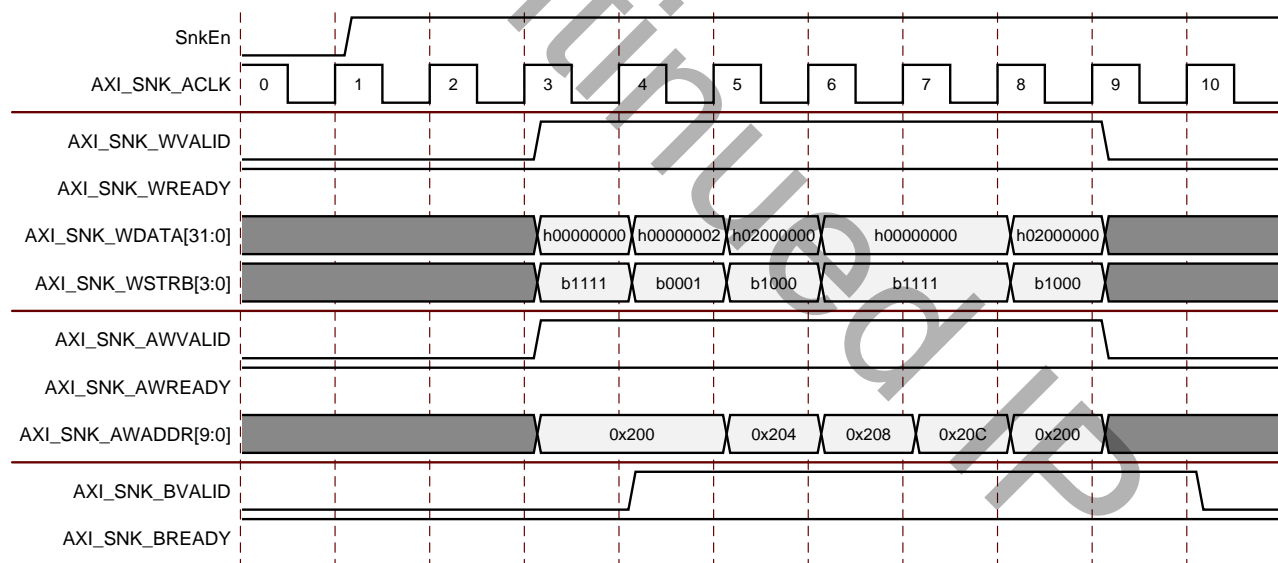 SnkEn
AXI_SNK_ACLK 0 1 2 3 4 5 6 7 8 9 10
AXI_SNK_WVALID
AXI_SNK_WREADY
AXI_SNK_WDATA[31:0] h00000000 h00000002 h02000000 h00000000 h02000000
AXI_SNK_WSTRB[3:0] b1111 b0001 b1000 b1111 b1000
AXI_SNK_AWVALID
AXI_SNK_AWREADY
AXI_SNK_AWADDR[9:0] 0x200 0x204 0x208 0x20C 0x200
AXI_SNK_BVALID
AXI_SNK_BREADY
tinued IP